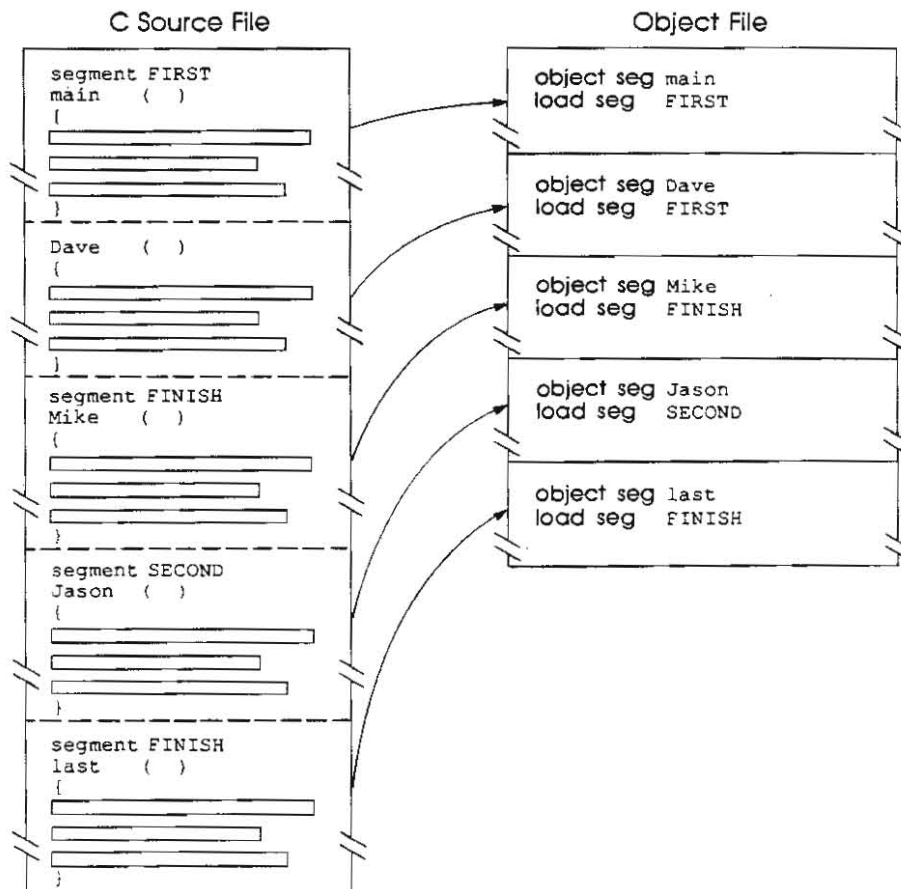 C Source File
segment FIRST
main ( )
{
}
Dave ( )
{
}
segment FINISH
Mike ( )
{
}
segment SECOND
Jason ( )
{
}
segment FINISH
last ( )
{
}
Object File
object seg main
load seg FIRST
object seg Dave
load seg FIRST
object seg Mike
load seg FINISH
object seg Jason
load seg SECOND
object seg last
load seg FINISH